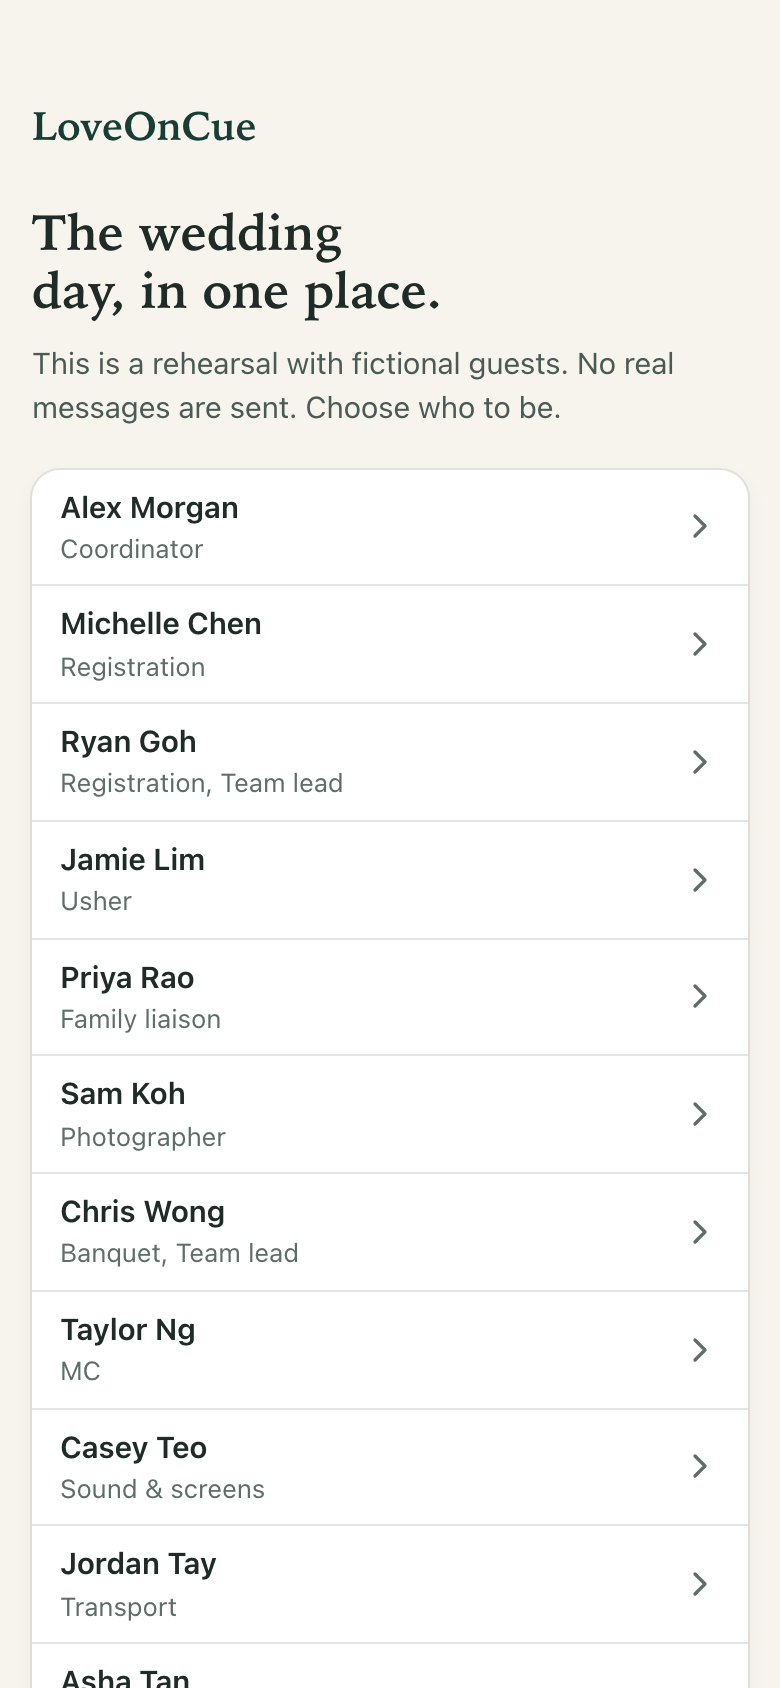 LoveOnCue
The wedding
day, in one place.
This is a rehearsal with fictional guests. No real
messages are sent. Choose who to be.
Alex Morgan
Coordinator
Michelle Chen
Registration
Ryan Goh
Registration, Team lead
Jamie Lim
Usher
Priya Rao
Family liaison
Sam Koh
Photographer
Chris Wong
Banquet, Team lead
Taylor Ng
MC
Casey Teo
Sound & screens
Jordan Tay
Transport
Asha Tan